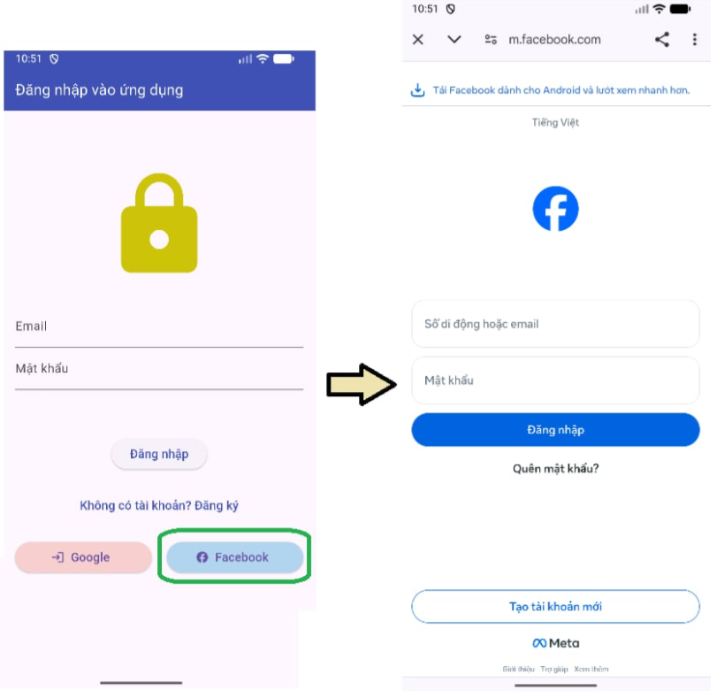 10:51
Đăng nhập vào ứng dụng
Email
Mật khẩu
Đăng nhập
Không có tài khoản? Đăng ký
Google
Facebook
10:51
m.facebook.com
Tải Facebook dành cho Android và lướt xem nhanh hơn.
Tiếng Việt
Số di động hoặc email
Mật khẩu
Đăng nhập
Quên mật khẩu?
Tạo tài khoản mới
Meta
Giới thiệu Trợ giúp Xem thêm